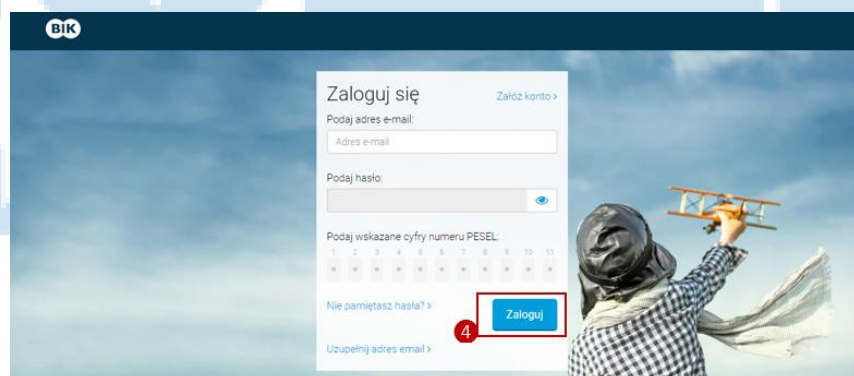 BIK
Zaloguj się
Załóż konto >
Podaj adres e-mail:
Adres e-mail
Podaj hasło:
Podaj wskazane cyfry numeru PESEL:
1 2 3 4 5 6 7 8 9 10 11
Nie pamiętasz hasła? >
Zaloguj
4
Uzupełnij adres email >